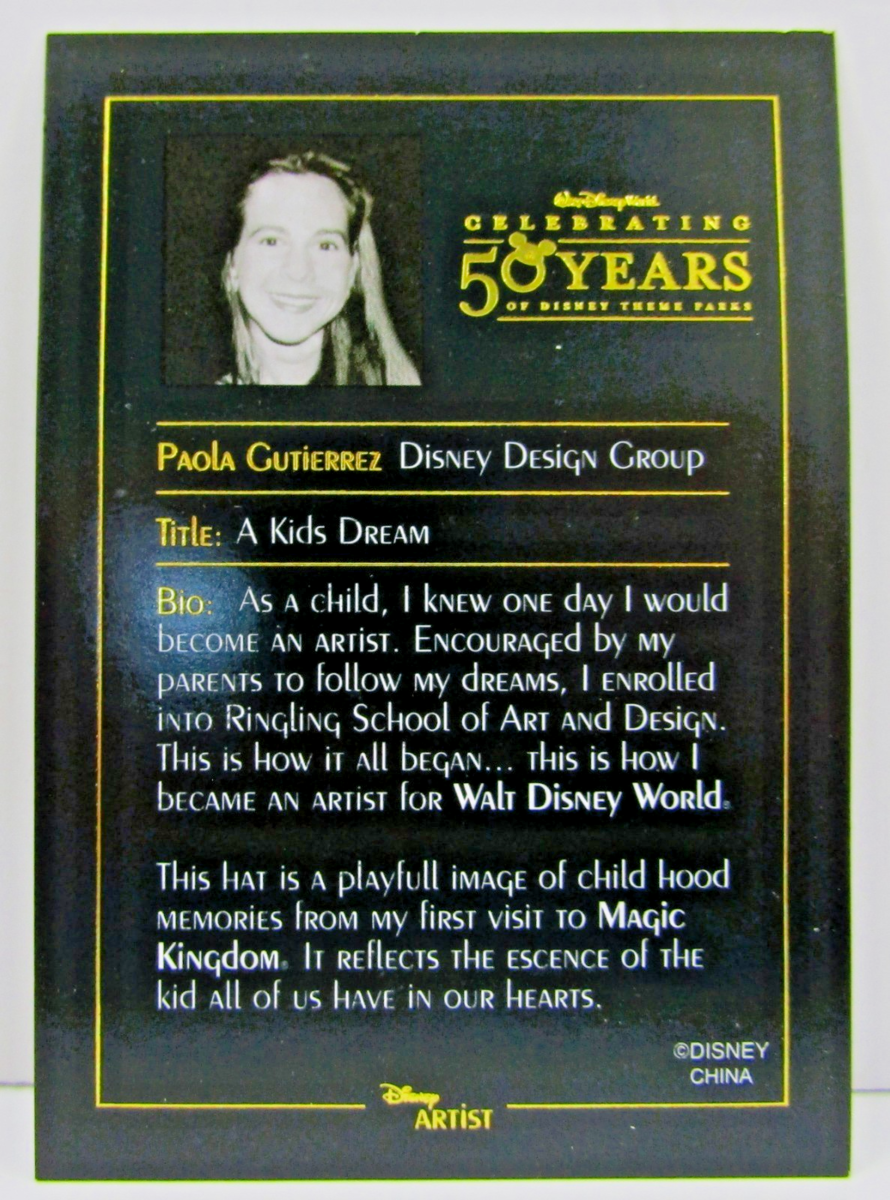 Walt Disney World
CELEBRATING
50 YEARS
OF DISNEY THEME PARKS
PAOLA GUTIERREZ DISNEY DESIGN GROUP
TITLE: A KIDS DREAM
BIO: AS A CHILD, I KNEW ONE DAY I WOULD
BECOME AN ARTIST. ENCOURAGED BY MY
PARENTS TO FOLLOW MY DREAMS, I ENROLLED
INTO RINGLING SCHOOL OF ART AND DESIGN.
THIS IS HOW IT ALL BEGAN... THIS IS HOW I
BECAME AN ARTIST FOR WALT DISNEY WORLD®
THIS HAT IS A PLAYFULL IMAGE OF CHILD HOOD
MEMORIES FROM MY FIRST VISIT TO MAGIC
KINGDOM® IT REFLECTS THE ESCENCE OF THE
KID ALL OF US HAVE IN OUR HEARTS.
©DISNEY
CHINA
Disney
ARTIST